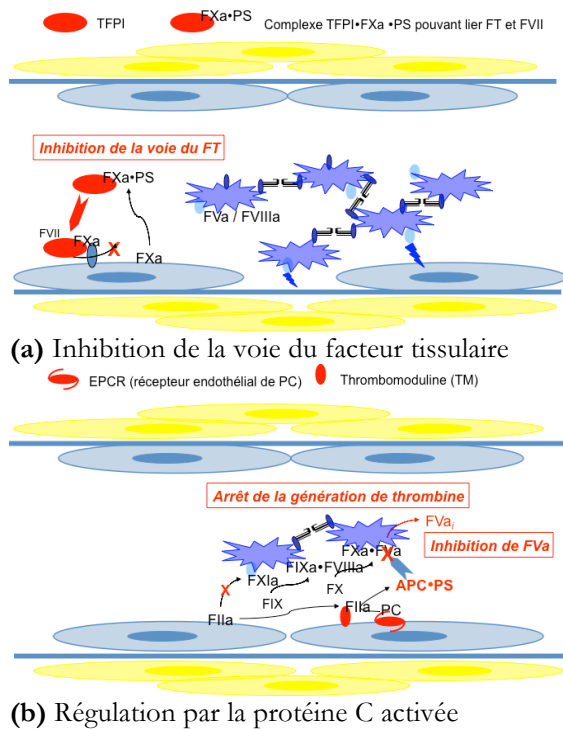 TFPI
FXa•PS
Complexe TFPI•FXa •PS pouvant lier FT et FVII
Inhibition de la voie du FT
FXa•PS
FVa / FVIIIa
FVII
FXa
X
FXa
(a) Inhibition de la voie du facteur tissulaire
EPCR (récepteur endothélial de PC)
Thrombomoduline (TM)
Arrêt de la génération de thrombine
FVai
Inhibition de FVa
FXa•FVa
X
FIXa•FVIIIa
FXIa
X
FX
FIX
APC•PS
FIIa
FIIa
PC
(b) Régulation par la protéine C activée